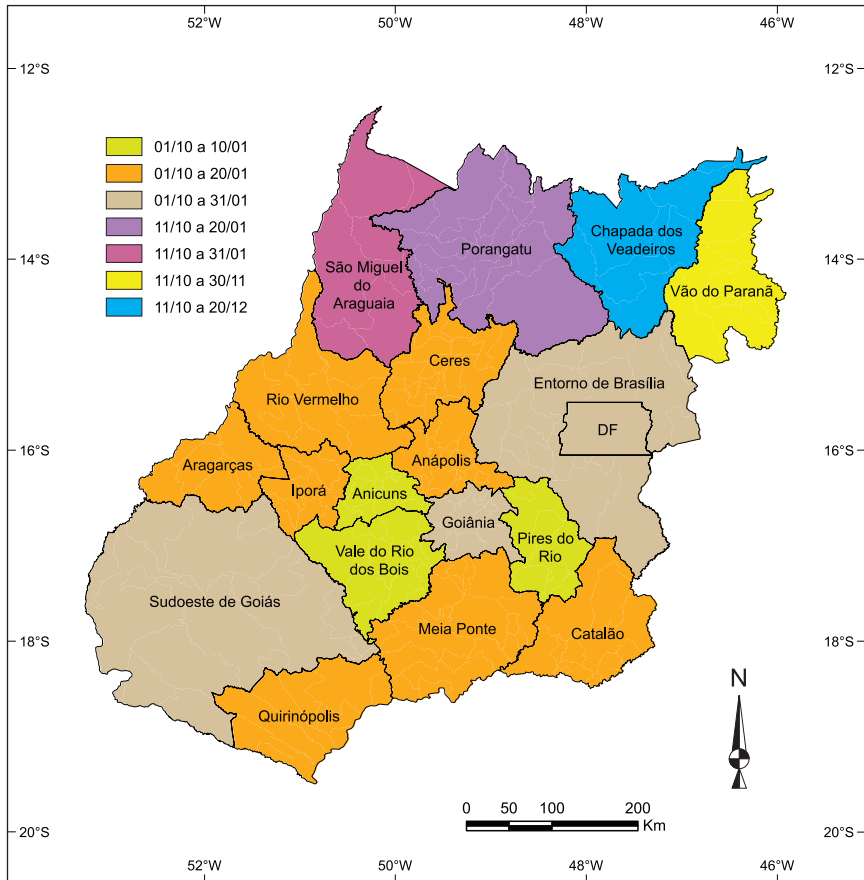 52°W 50°W 48°W 46°W
12°S 12°S
01/10 a 10/01
01/10 a 20/01
01/10 a 31/01
11/10 a 20/01
11/10 a 31/01
11/10 a 30/11
11/10 a 20/12
14°S 14°S
Porangatu
Chapada dos
Veadeiros
São Miguel
do
Araguaia
Vão do Paranã
Ceres
Entorno de Brasília
Rio Vermelho
DF
16°S 16°S
Aragarças
Anápolis
Iporá
Anicuns
Goiânia
Pires do
Rio
Vale do Rio
dos Bois
Sudoeste de Goiás
Meia Ponte
Catalão
18°S 18°S
Quirinópolis
N
0 50 100 200
Km
20°S 20°S
52°W 50°W 48°W 46°W